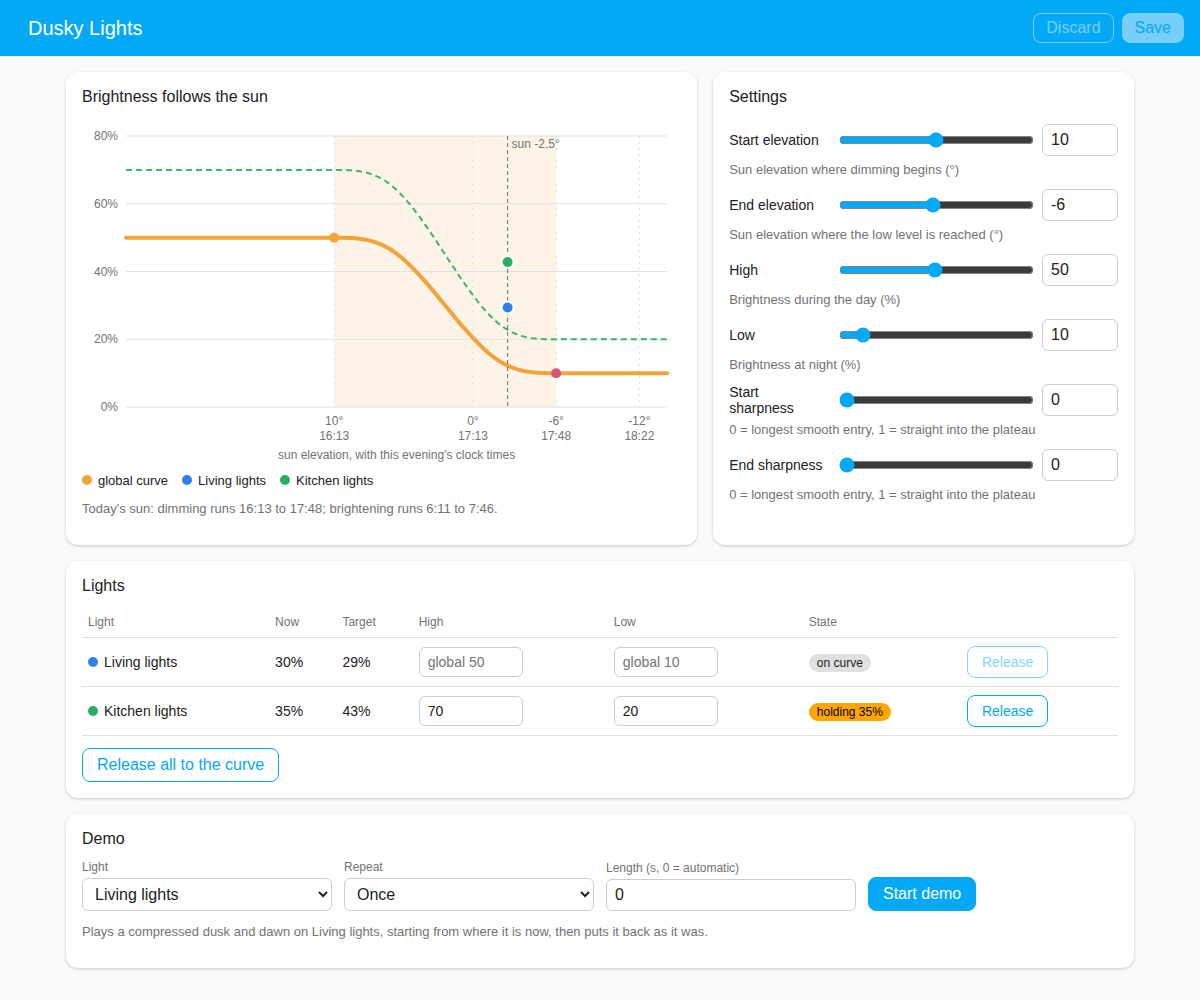 Dusky Lights
Discard
Save
Brightness follows the sun
80%
sun -2.5°
60%
40%
20%
0%
10°
0°
-6°
-12°
16:13
17:13
17:48
18:22
sun elevation, with this evening's clock times
global curve
Living lights
Kitchen lights
Today's sun: dimming runs 16:13 to 17:48; brightening runs 6:11 to 7:46.
Settings
Start elevation
10
Sun elevation where dimming begins (°)
End elevation
-6
Sun elevation where the low level is reached (°)
High
50
Brightness during the day (%)
Low
10
Brightness at night (%)
Start
sharpness
0
0 = longest smooth entry, 1 = straight into the plateau
End sharpness
0
0 = longest smooth entry, 1 = straight into the plateau
Lights
Light Now Target High Low State
Living lights 30% 29% global 50 global 10 on curve Release
Kitchen lights 35% 43% 70 20 holding 35% Release
Release all to the curve
Demo
Light Repeat Length (s, 0 = automatic)
Living lights Once 0 Start demo
Plays a compressed dusk and dawn on Living lights, starting from where it is now, then puts it back as it was.